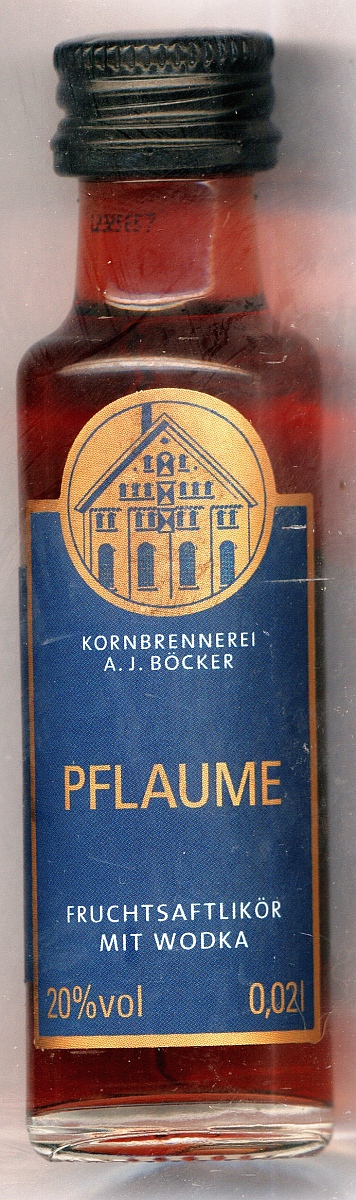 KORNBRENNEREI
A. J. BÖCKER
PFLAUME
FRUCHTSAFTLIKÖR
MIT WODKA
20%vol 0,02l